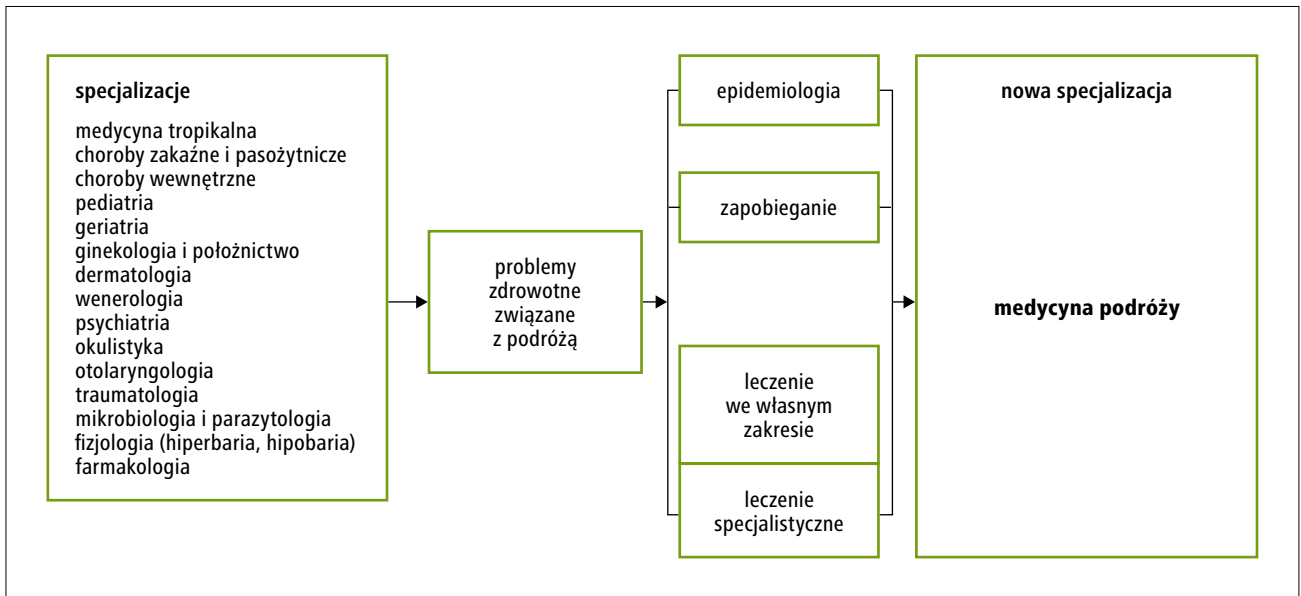 specjalizacje
medycyna tropikalna
choroby zakaźne i pasożytnicze
choroby wewnętrzne
pediatria
geriatria
ginekologia i położnictwo
dermatologia
wenerologia
psychiatria
okulistyka
otolaryngologia
traumatologia
mikrobiologia i parazytologia
fizjologia (hiperbaria, hipobaria)
farmakologia
problemy
zdrowotne
związane
z podróżą
epidemiologia
zapobieganie
leczenie
we własnym
zakresie
leczenie
specjalistyczne
nowa specjalizacja
medycyna podróży